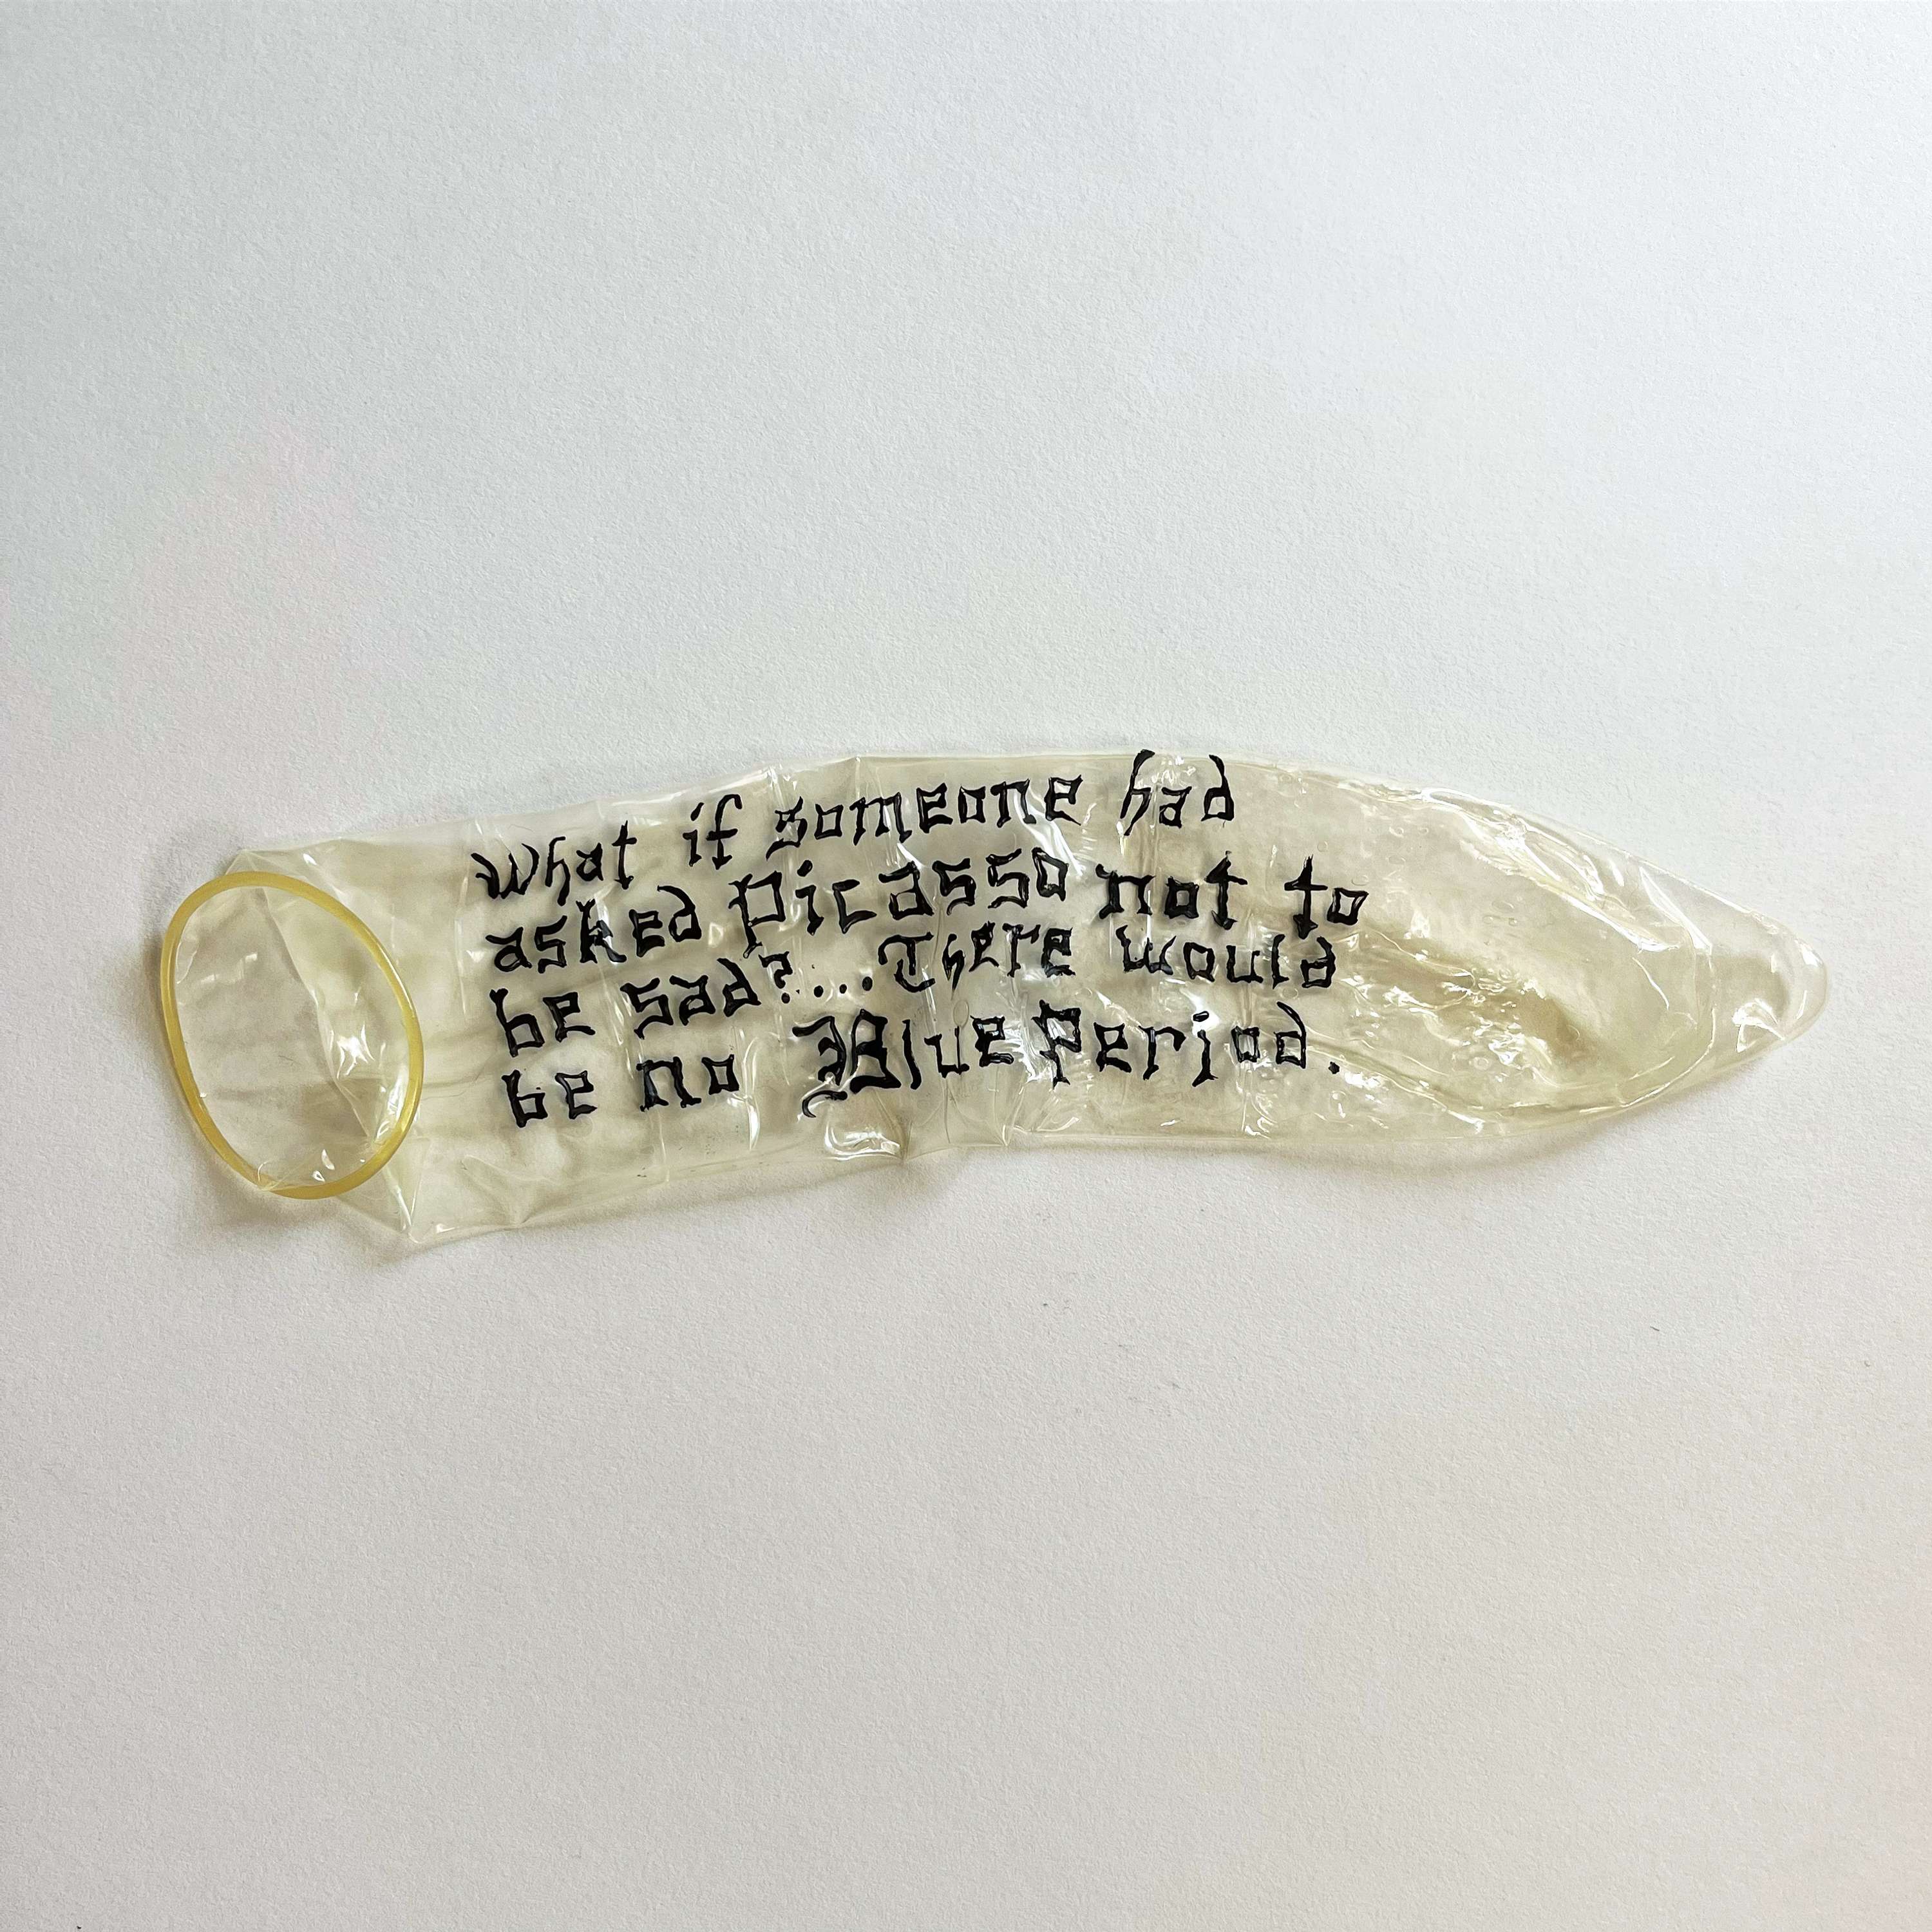 What if someone had
asked Picasso not to
be sad?...There would
be no Blue Period.